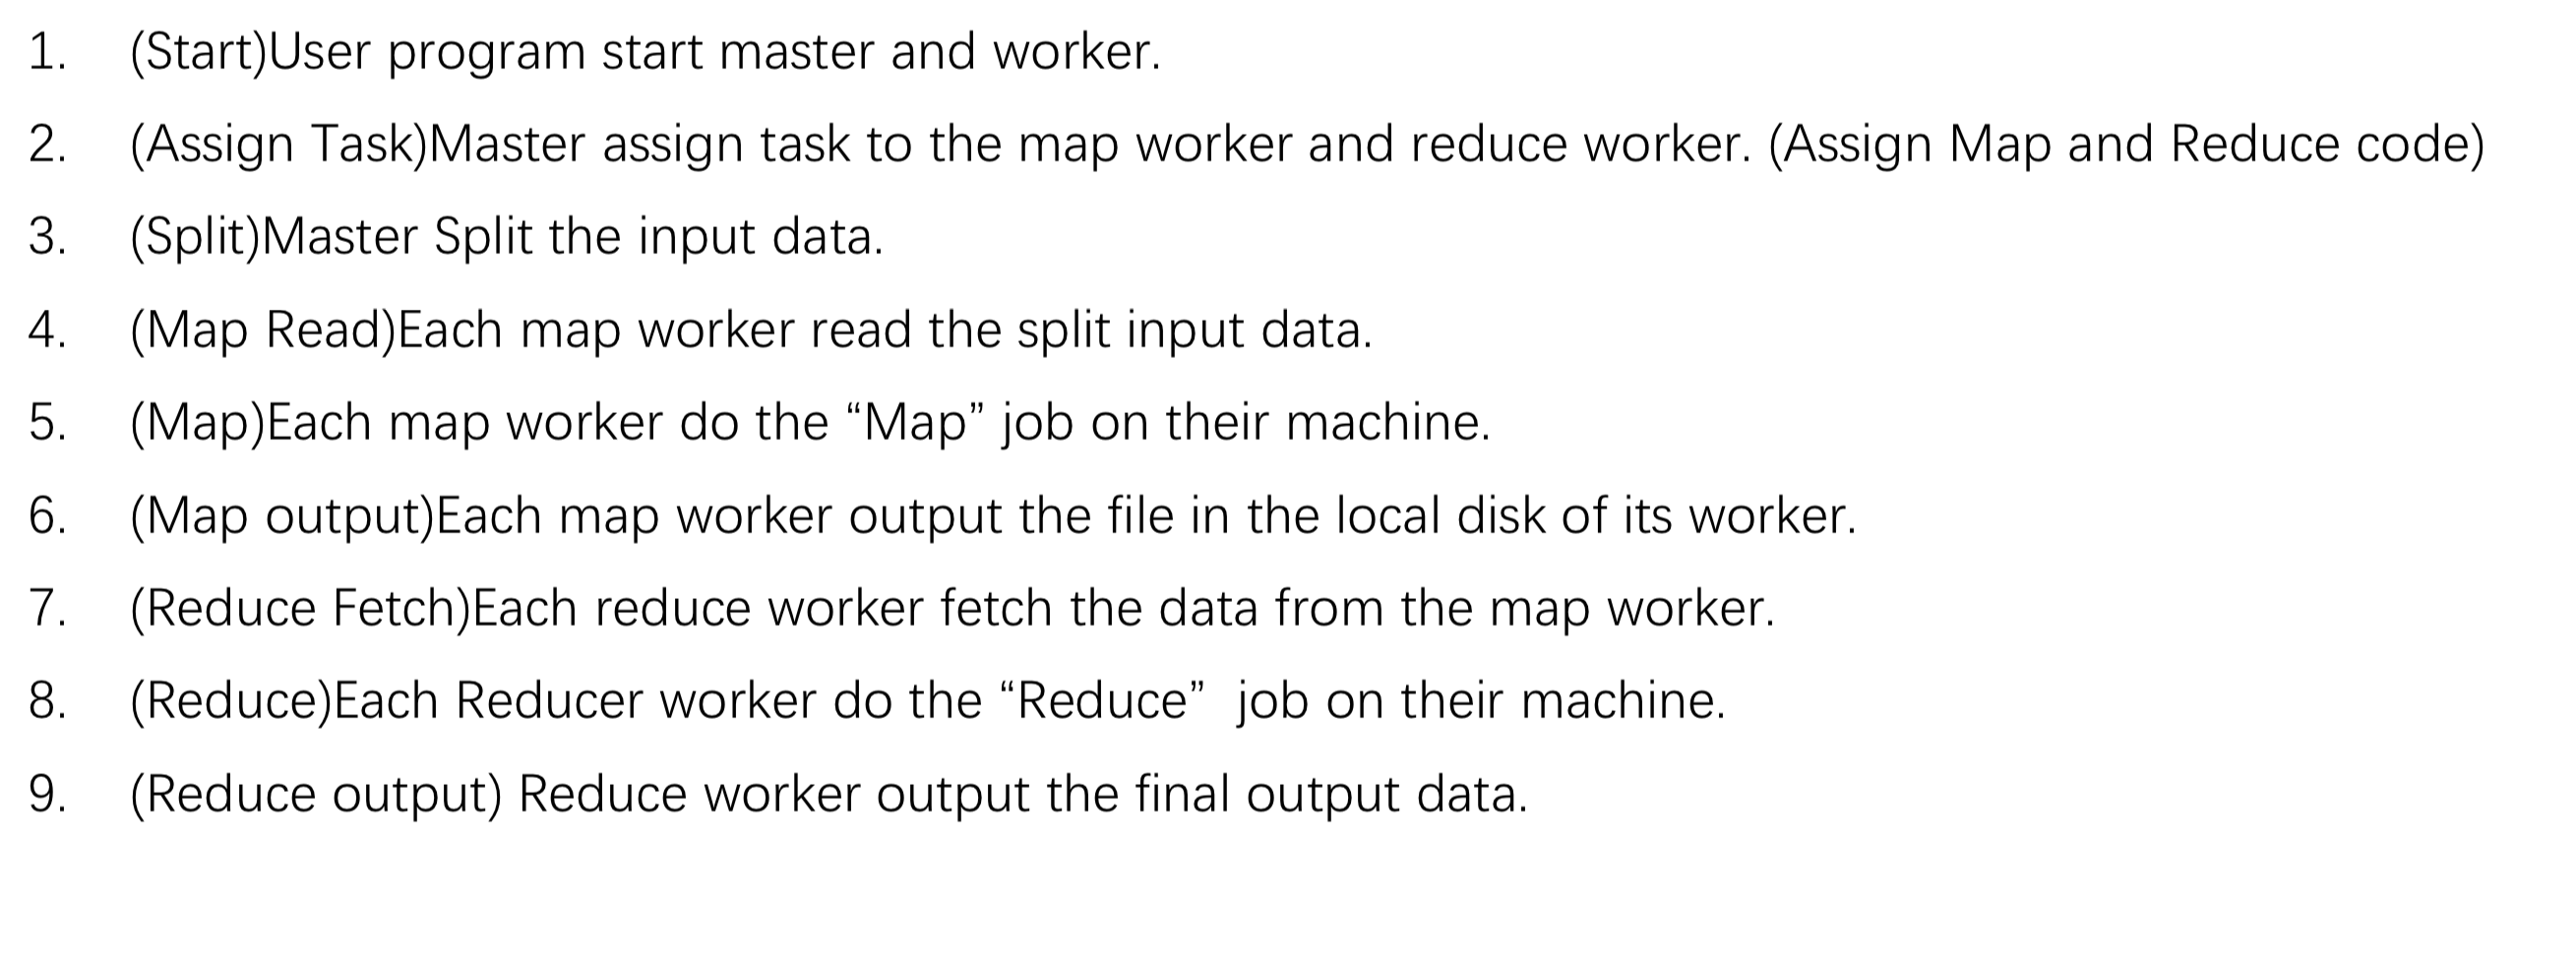 1. (Start)User program start master and worker.
2. (Assign Task)Master assign task to the map worker and reduce worker. (Assign Map and Reduce code)
3. (Split)Master Split the input data.
4. (Map Read)Each map worker read the split input data.
5. (Map)Each map worker do the “Map” job on their machine.
6. (Map output)Each map worker output the file in the local disk of its worker.
7. (Reduce Fetch)Each reduce worker fetch the data from the map worker.
8. (Reduce)Each Reducer worker do the “Reduce”  job on their machine.
9. (Reduce output) Reduce worker output the final output data.